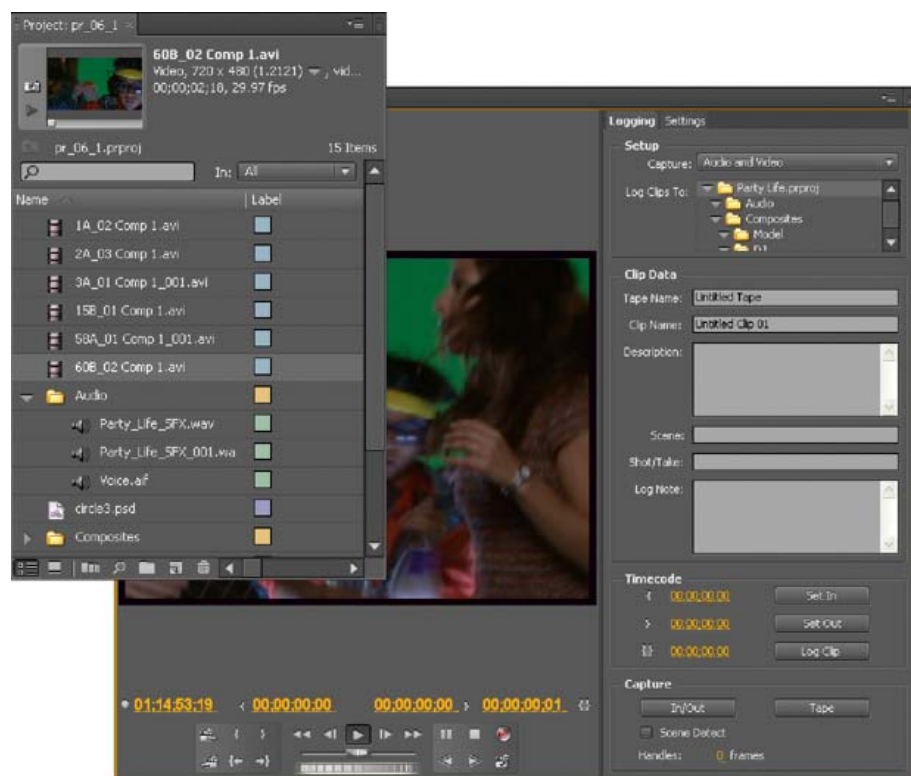 Project: pr_06_1
60B_02 Comp 1.avi
Video, 720 x 480 (1.2121) , vid...
00;00;02;18, 29.97 fps
pr_06_1.prproj
15 Items
In: All
Name
Label
1A_02 Comp 1.avi
2A_03 Comp 1.avi
3A_01 Comp 1_001.avi
15B_01 Comp 1.avi
58A_01 Comp 1_001.avi
60B_02 Comp 1.avi
Audio
Party_Life_SFX.wav
Party_Life_SFX_001.wa
Voice.aif
circle3.psd
Composites
Logging Settings
Setup
Capture: Audio and Video
Log Clips To: Party Life.prproj
Audio
Composites
Model
Clip Data
Tape Name: Untitled Tape
Clip Name: Untitled Clip 01
Description:
Scene:
Shot/Take:
Log Note:
Timecode
{ 00;00;00;00 Set In
} 00;00;00;00 Set Out
{} 00;00;00;00 Log Clip
Capture
In/Out Tape
Scene Detect
Handles: 0 frames
01;14;53;19 { 00;00;00;00 00;00;00;00 } 00;00;00;01 {}